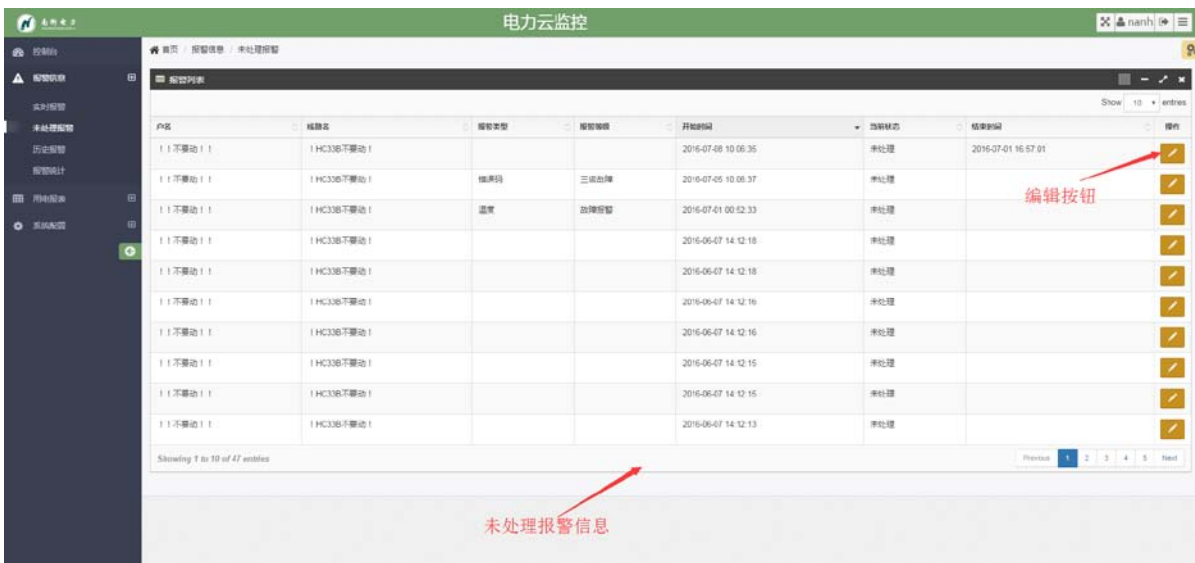 电力云监控
nanh
控制台
首页 / 报警信息 / 未处理报警
报警信息
报警列表
实时报警
未处理报警
历史报警
报警统计
用电报表
系统配置
Show 10 entries
户名 线路名 报警类型 报警等级 开始时间 当前状态 结束时间 操作
！！不要动！！ ！HC33B不要动！ 2016-07-08 10:06:35 未处理 2016-07-01 16:57:01
！！不要动！！ ！HC33B不要动！ 错误码 三级故障 2016-07-05 10:06:37 未处理
编辑按钮
！！不要动！！ ！HC33B不要动！ 温度 故障报警 2016-07-01 00:52:33 未处理
！！不要动！！ ！HC33B不要动！ 2016-06-07 14:12:18 未处理
！！不要动！！ ！HC33B不要动！ 2016-06-07 14:12:18 未处理
！！不要动！！ ！HC33B不要动！ 2016-06-07 14:12:16 未处理
！！不要动！！ ！HC33B不要动！ 2016-06-07 14:12:16 未处理
！！不要动！！ ！HC33B不要动！ 2016-06-07 14:12:15 未处理
！！不要动！！ ！HC33B不要动！ 2016-06-07 14:12:15 未处理
！！不要动！！ ！HC33B不要动！ 2016-06-07 14:12:13 未处理
Showing 1 to 10 of 47 entries
Previous 1 2 3 4 5 Next
未处理报警信息